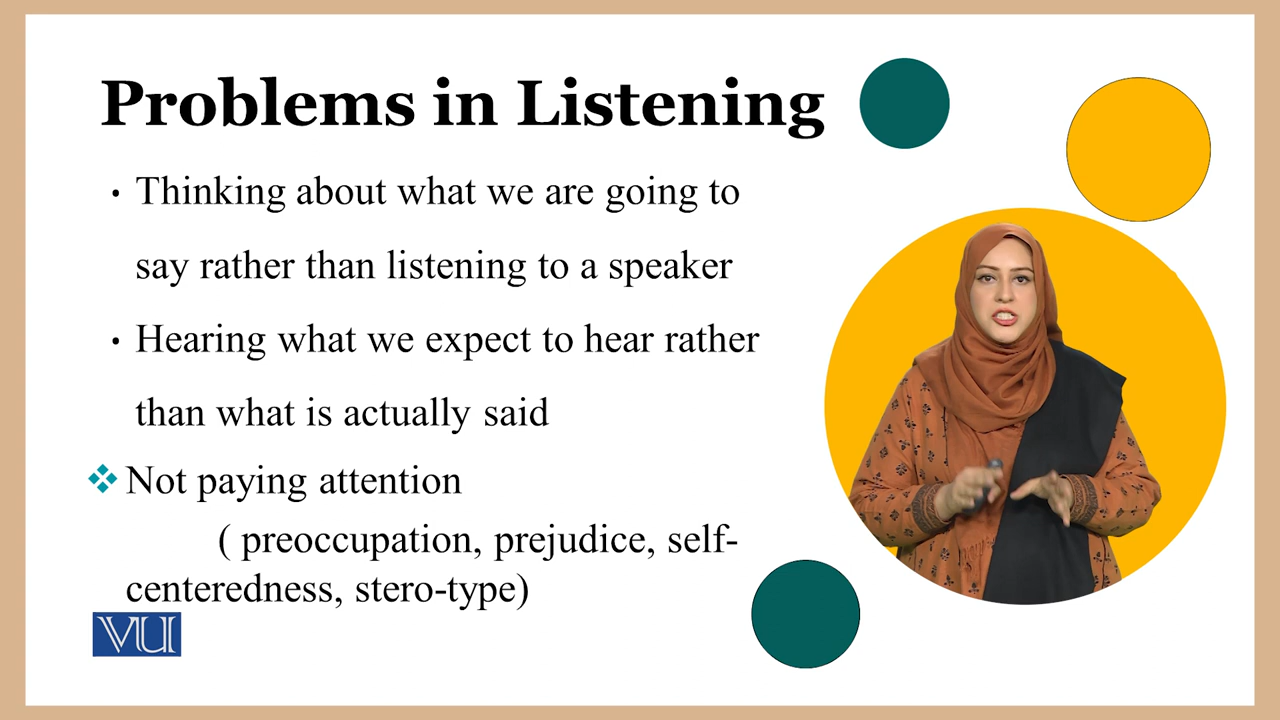 Problems in Listening
• Thinking about what we are going to
say rather than listening to a speaker
• Hearing what we expect to hear rather
than what is actually said
❖ Not paying attention
( preoccupation, prejudice, self-
centeredness, stero-type)
VU